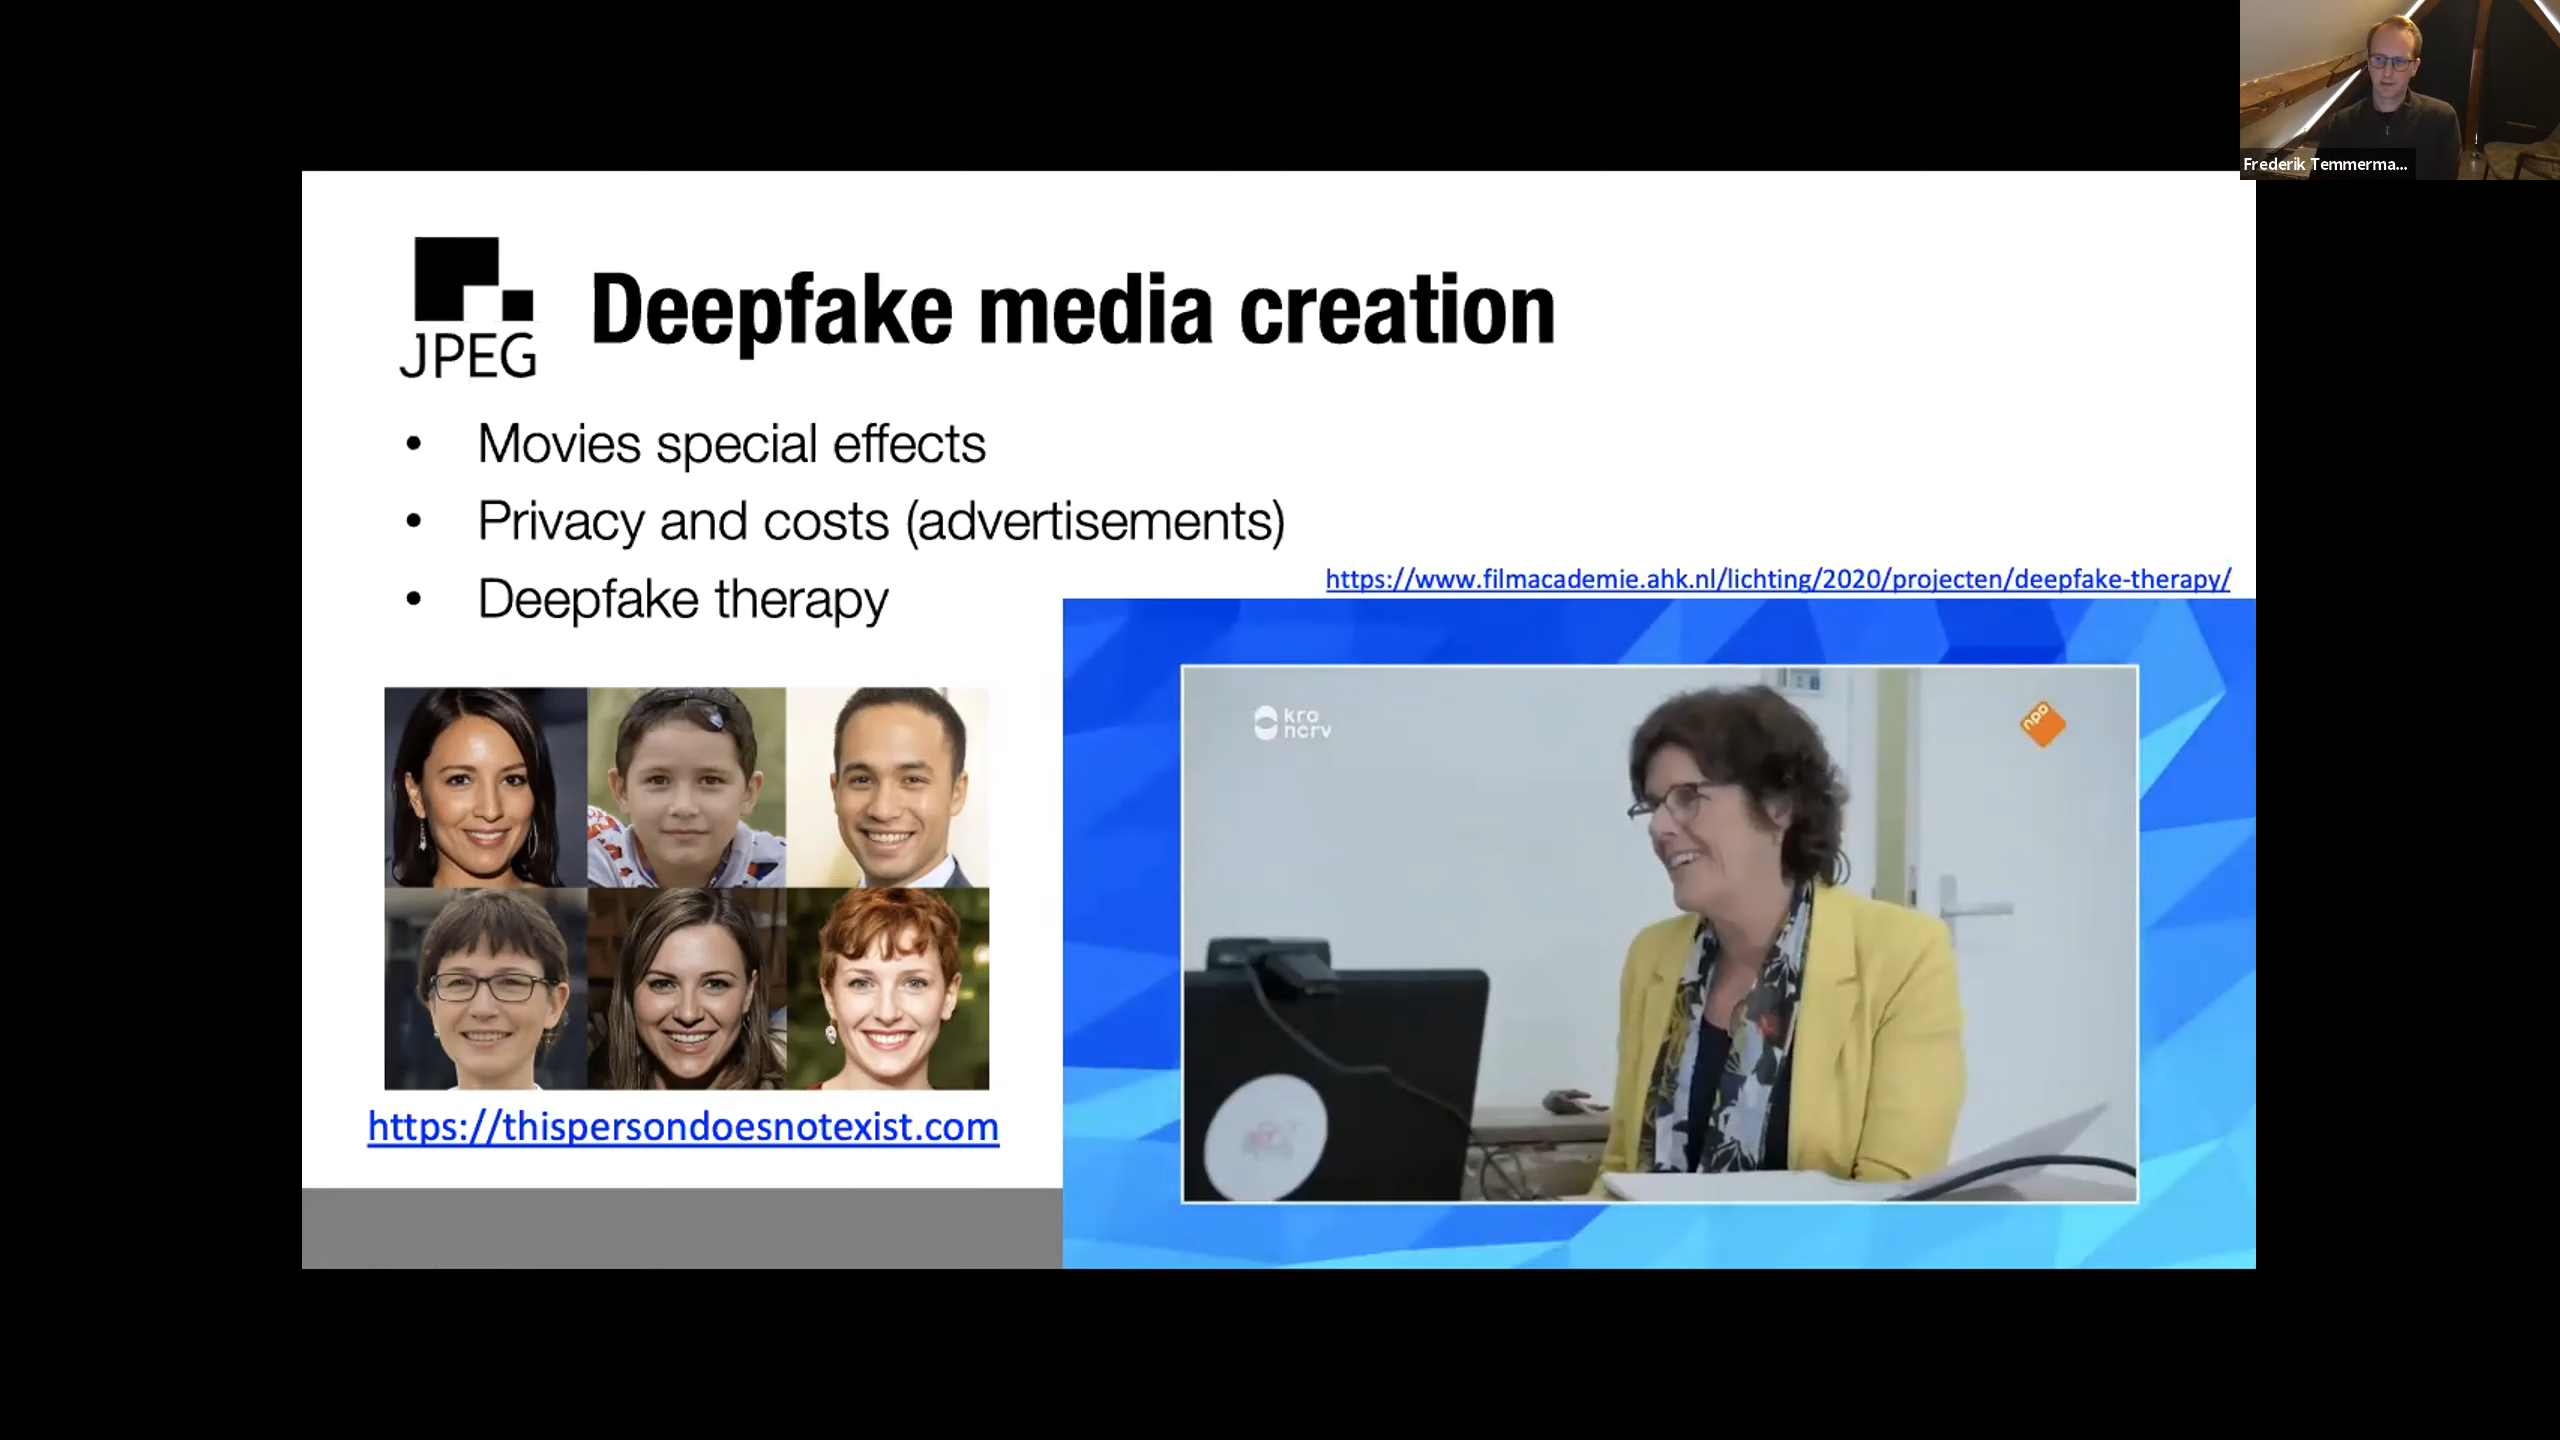 Frederik Temmerma...
JPEG
Deepfake media creation
• Movies special effects
• Privacy and costs (advertisements)
• Deepfake therapy
https://www.filmacademie.ahk.nl/lichting/2020/projecten/deepfake-therapy/
kro
ncrv
npo
https://thispersondoesnotexist.com